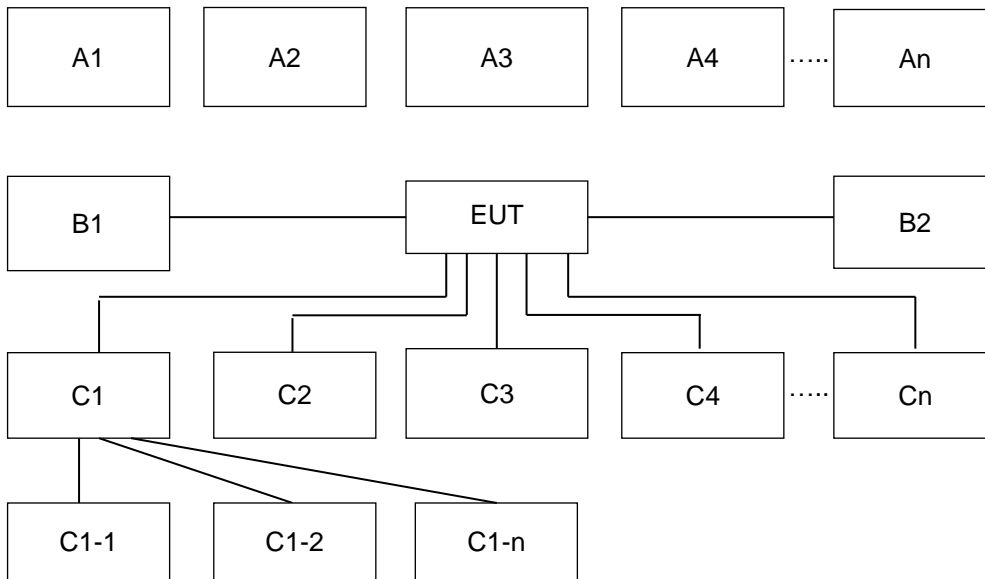 A1 A2 A3 A4 ..... An
B1 EUT B2
C1 C2 C3 C4 ..... Cn
C1-1 C1-2 C1-n